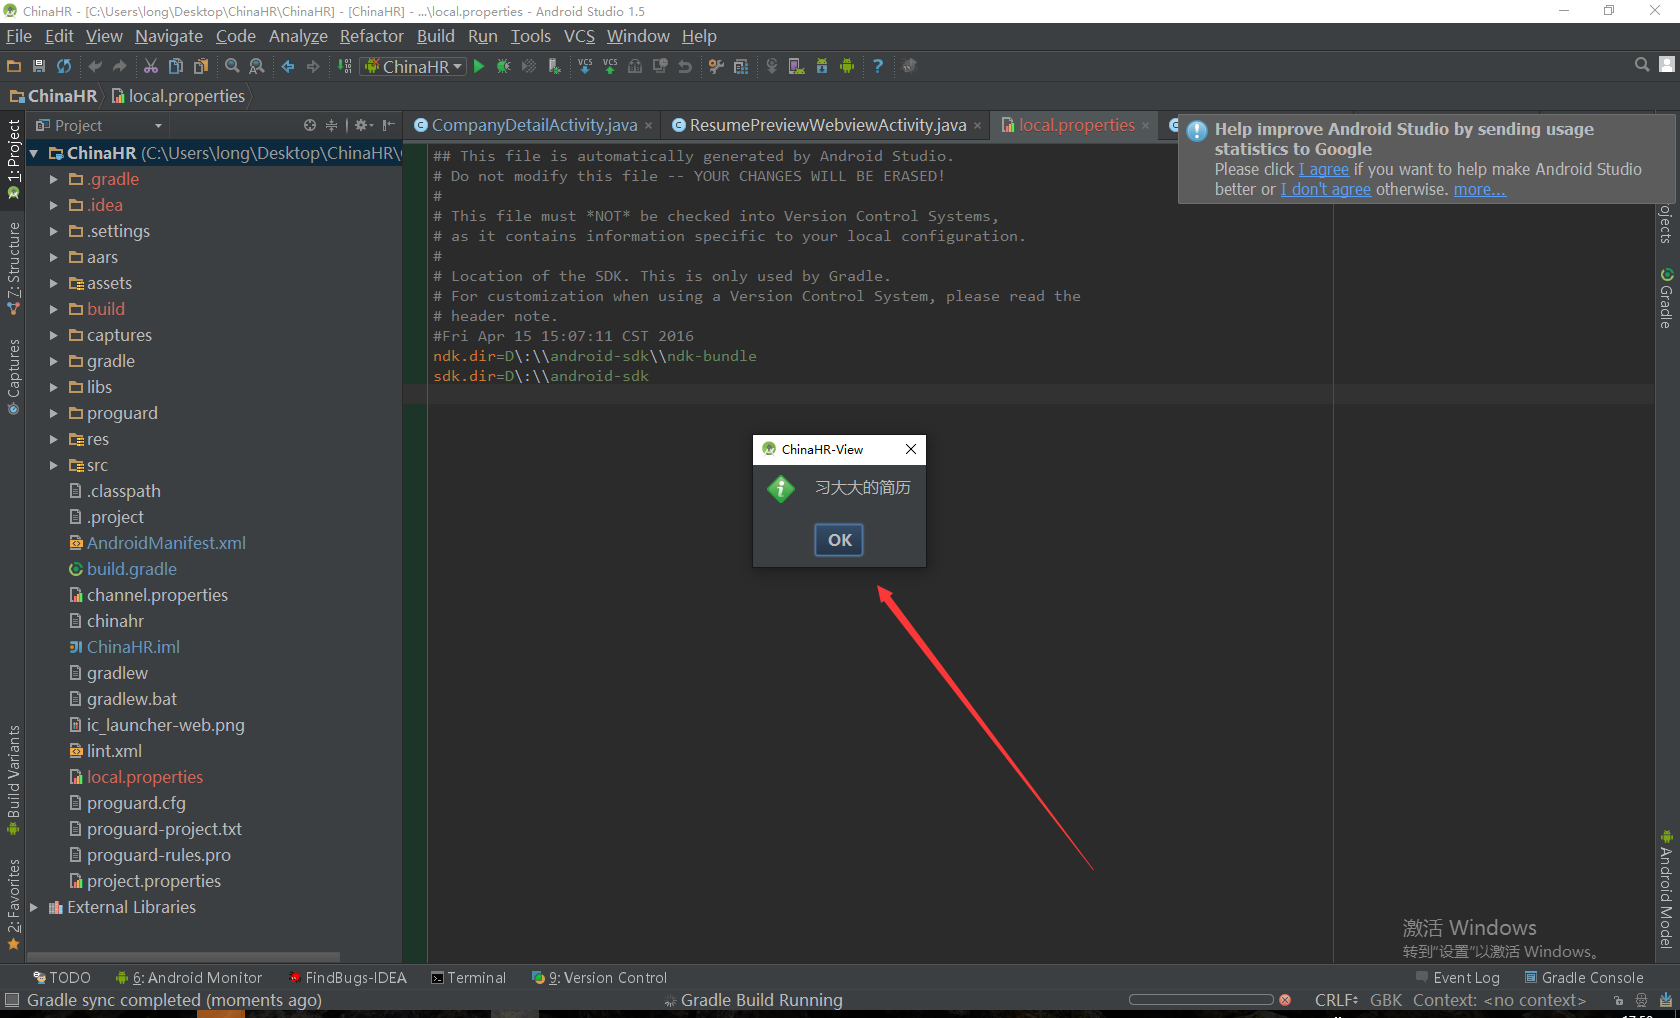 ChinaHR - [C:\Users\long\Desktop\ChinaHR\ChinaHR] - [ChinaHR] - ...\local.properties - Android Studio 1.5
File Edit View Navigate Code Analyze Refactor Build Run Tools VCS Window Help
ChinaHR
ChinaHR local.properties
Project
CompanyDetailActivity.java ResumePreviewWebviewActivity.java local.properties
Help improve Android Studio by sending usage
statistics to Google
Please click I agree if you want to help make Android Studio
better or I don't agree otherwise. more...
1: Project
7: Structure
Captures
Build Variants
2: Favorites
ChinaHR (C:\Users\long\Desktop\ChinaHR\
.gradle
.idea
.settings
aars
assets
build
captures
gradle
libs
proguard
res
src
.classpath
.project
AndroidManifest.xml
build.gradle
channel.properties
chinahr
ChinaHR.iml
gradlew
gradlew.bat
ic_launcher-web.png
lint.xml
local.properties
proguard.cfg
proguard-project.txt
proguard-rules.pro
project.properties
External Libraries
## This file is automatically generated by Android Studio.
# Do not modify this file -- YOUR CHANGES WILL BE ERASED!
#
# This file must *NOT* be checked into Version Control Systems,
# as it contains information specific to your local configuration.
#
# Location of the SDK. This is only used by Gradle.
# For customization when using a Version Control System, please read the
# header note.
#Fri Apr 15 15:07:11 CST 2016
ndk.dir=D\:\\android-sdk\\ndk-bundle
sdk.dir=D\:\\android-sdk
ChinaHR-View
习大大的简历
OK
Gradle
Android Model
激活 Windows
转到"设置"以激活 Windows。
TODO 6: Android Monitor FindBugs-IDEA Terminal 9: Version Control Event Log Gradle Console
Gradle sync completed (moments ago) Gradle Build Running CRLF GBK Context: <no context>